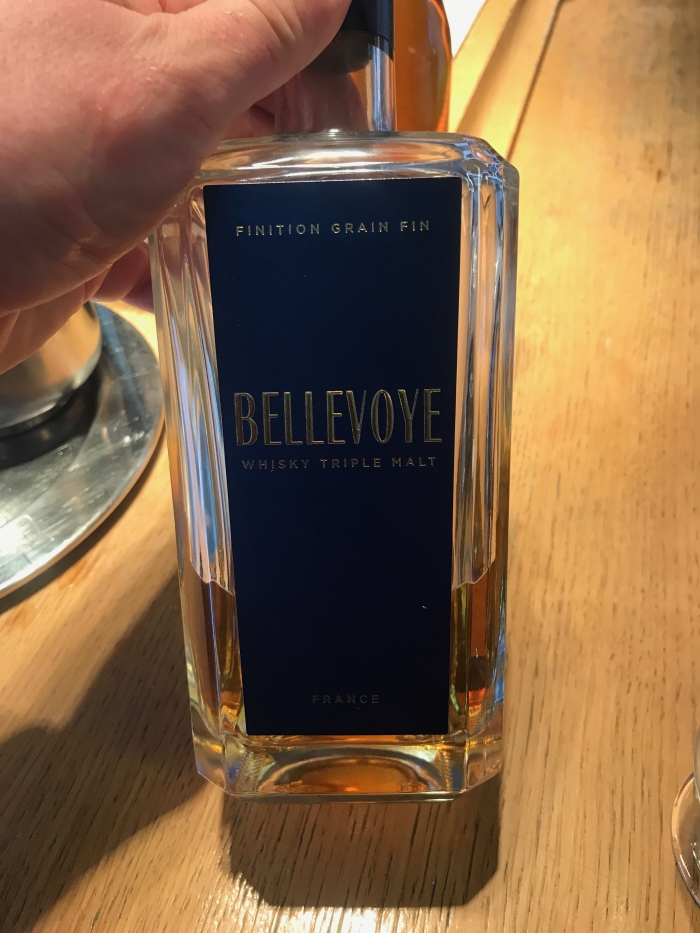 FINITION GRAIN FIN
BELLEVOYE
WHISKY TRIPLE MALT
FRANCE